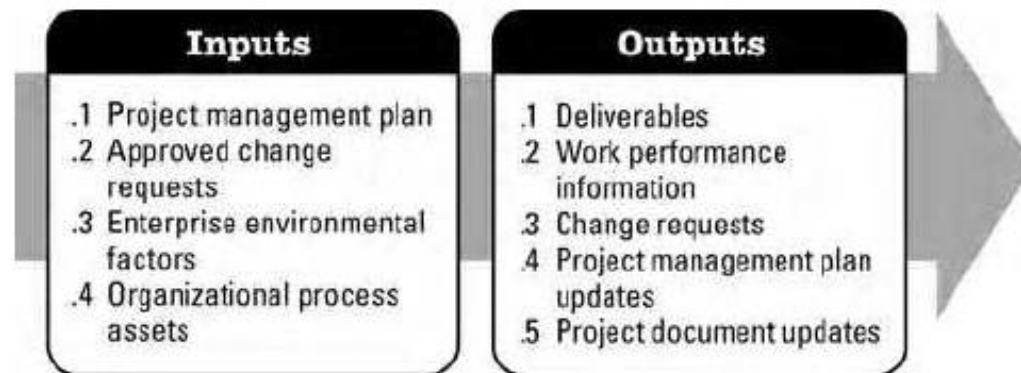 Inputs
.1 Project management plan
.2 Approved change
requests
.3 Enterprise environmental
factors
.4 Organizational process
assets
Outputs
.1 Deliverables
.2 Work performance
information
.3 Change requests
.4 Project management plan
updates
.5 Project document updates